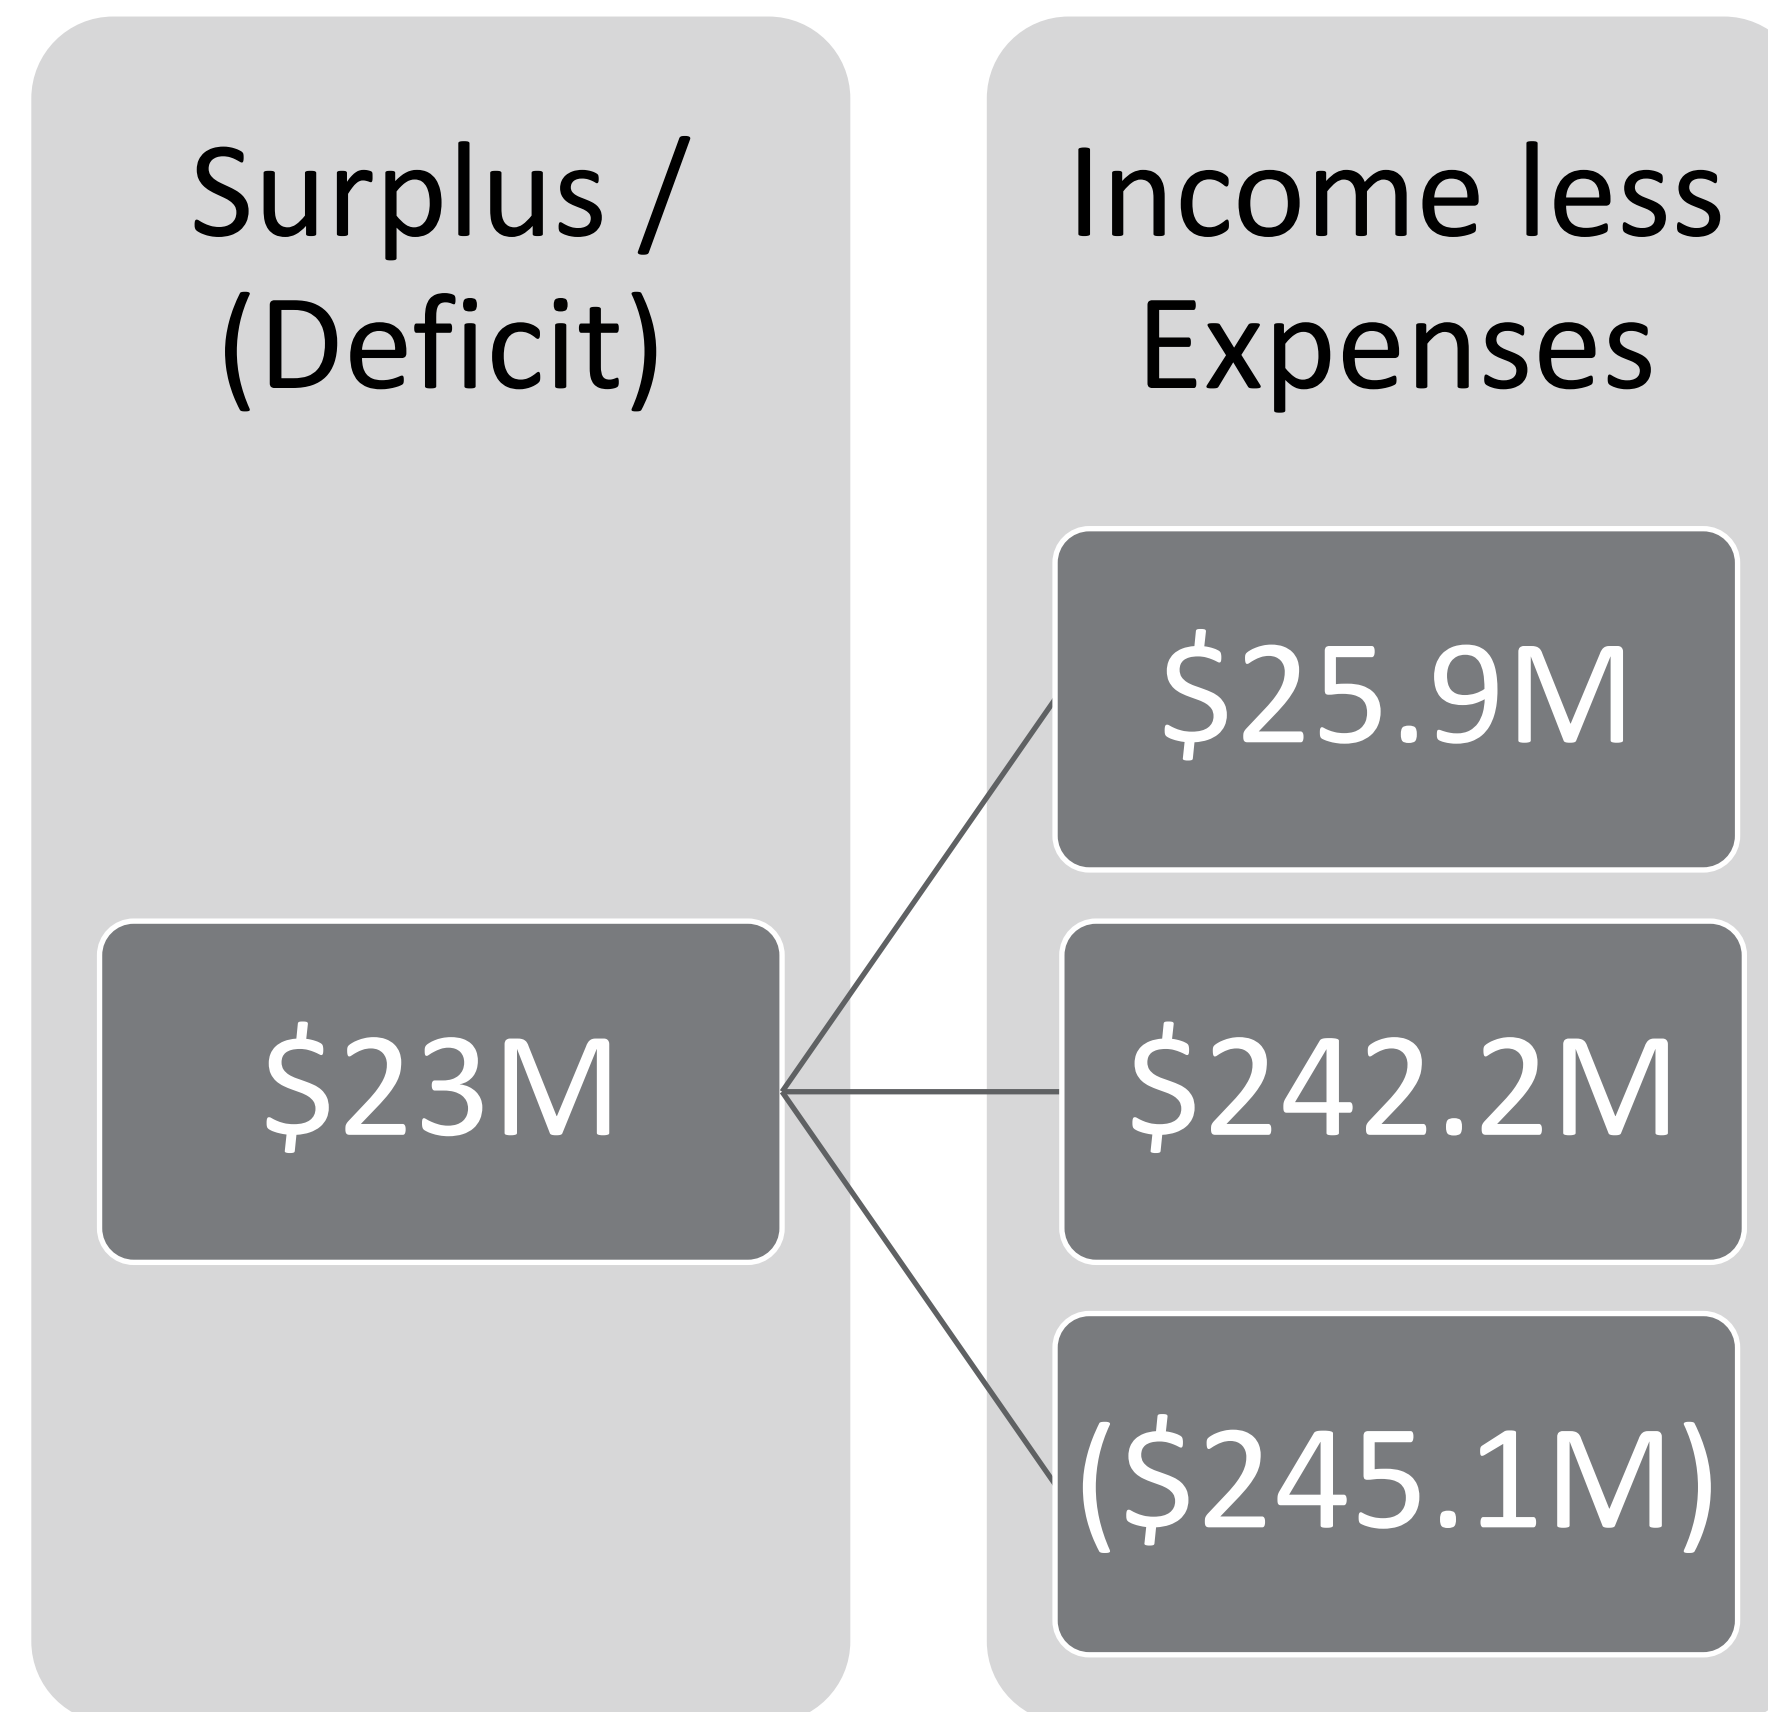 Surplus /
(Deficit)
$23M
Income less
Expenses
$25.9M
$242.2M
($245.1M)